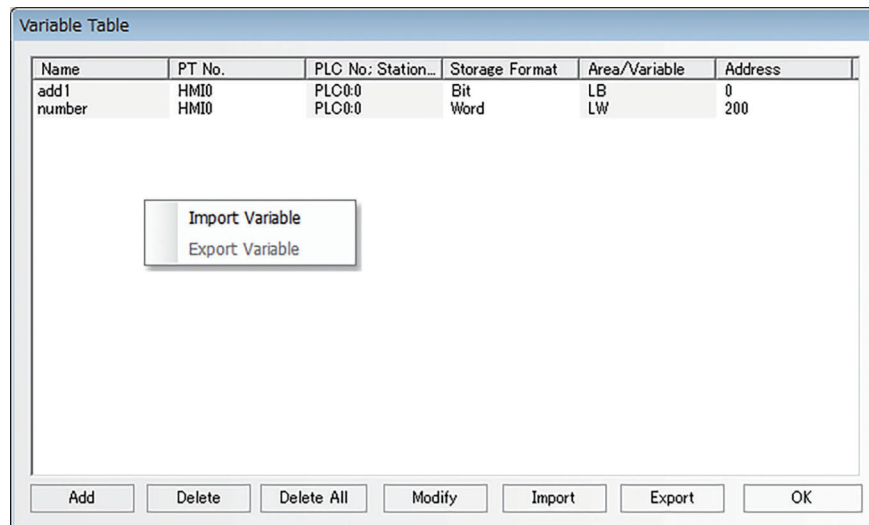 Variable Table
Name PT No. PLC No; Station... Storage Format Area/Variable Address
add1 HMI0 PLC0:0 Bit LB 0
number HMI0 PLC0:0 Word LW 200
Import Variable
Export Variable
Add Delete Delete All Modify Import Export OK